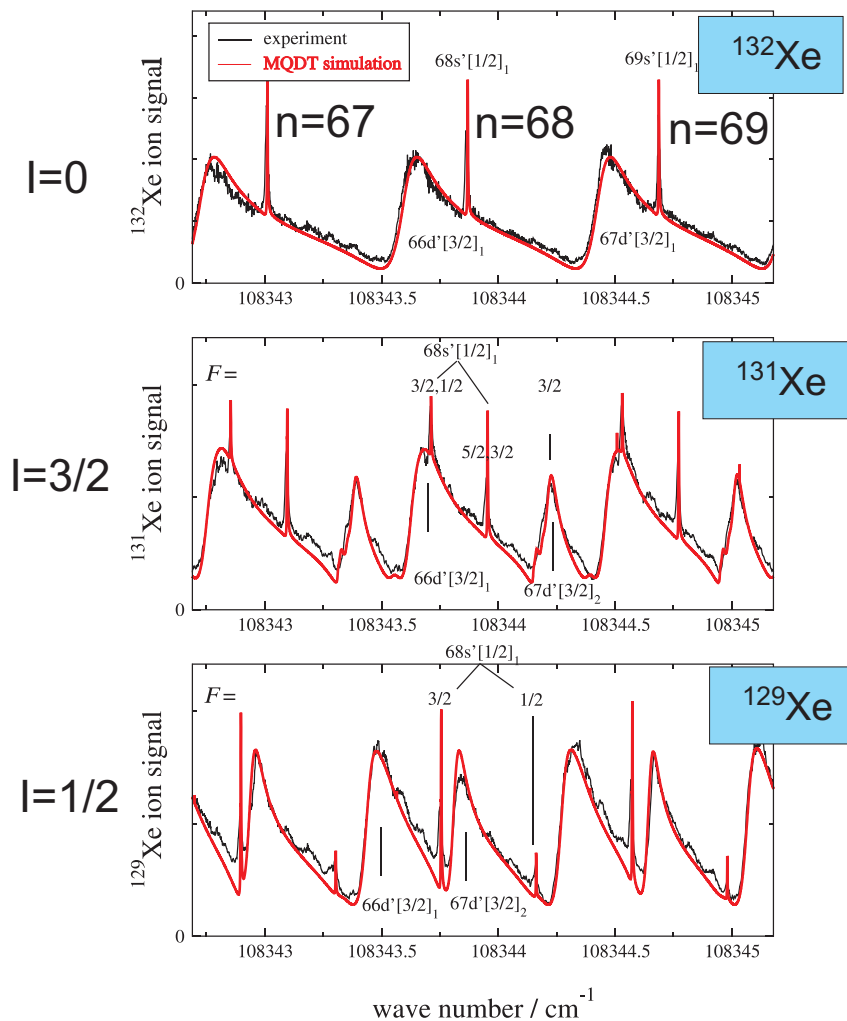 experiment
MQDT simulation
¹³²Xe
68s'[1/2]₁
69s'[1/2]₁
n=67
n=68
n=69
I=0
¹³²Xe ion signal
66d'[3/2]₁
67d'[3/2]₁
0
108343
108343.5
108344
108344.5
108345
68s'[1/2]₁
¹³¹Xe
F=
3/2,1/2
3/2
5/2,3/2
I=3/2
¹³¹Xe ion signal
66d'[3/2]₁
67d'[3/2]₂
0
108343
108343.5
108344
108344.5
108345
68s'[1/2]₁
¹²⁹Xe
F=
3/2
1/2
I=1/2
¹²⁹Xe ion signal
66d'[3/2]₁
67d'[3/2]₂
0
108343
108343.5
108344
108344.5
108345
wave number / cm⁻¹